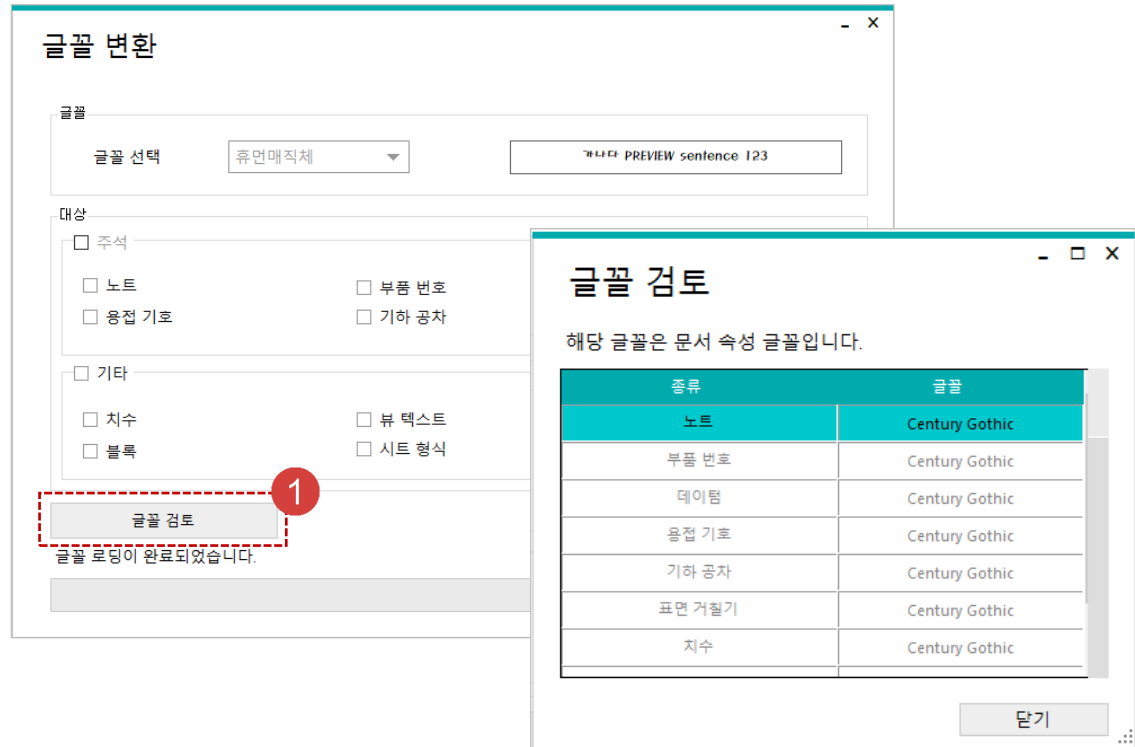 글꼴 변환
글꼴
글꼴 선택
휴먼매직체
가나다 PREVIEW sentence 123
대상
주석
노트
부품 번호
용접 기호
기하 공차
기타
치수
뷰 텍스트
블록
시트 형식
1
글꼴 검토
글꼴 로딩이 완료되었습니다.
글꼴 검토
해당 글꼴은 문서 속성 글꼴입니다.
종류 글꼴
노트 Century Gothic
부품 번호 Century Gothic
데이텀 Century Gothic
용접 기호 Century Gothic
기하 공차 Century Gothic
표면 거칠기 Century Gothic
치수 Century Gothic
닫기